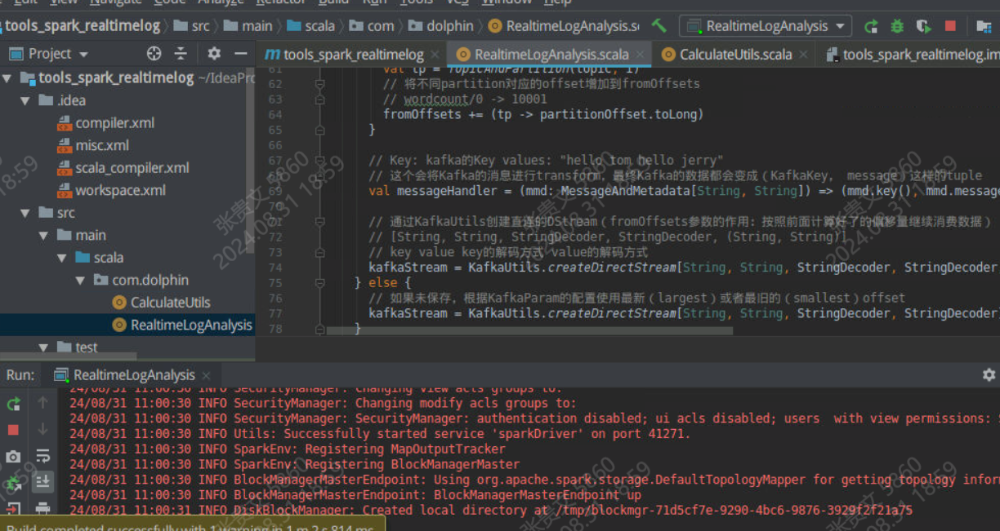 Edit View Navigate Code Analyze Refactor Build Run Tools VCS Window Help
tools_spark_realtimelog src main scala com dolphin RealtimeLogAnalysis.sc RealtimeLogAnalysis
Project
tools_spark_realtimelog RealtimeLogAnalysis.scala CalculateUtils.scala tools_spark_realtimelog.im
tools_spark_realtimelog ~/IdeaPro
.idea
compiler.xml
misc.xml
scala_compiler.xml
workspace.xml
src
main
scala
com.dolphin
CalculateUtils
RealtimeLogAnalysis
test
61 val tp = TopicAndPartition(topic, i)
62 // 将不同partition对应的offset增加到fromOffsets
63 // wordcount/0 -> 10001
64 fromOffsets += (tp -> partitionOffset.toLong)
65 }
66
67 // Key: kafka的Key values: "hello tom hello jerry"
68 // 这个会将Kafka的消息进行transform，最终Kafka的数据都会变成（KafkaKey， message）这样的tuple
69 val messageHandler = (mmd: MessageAndMetadata[String, String]) => (mmd.key(), mmd.message
70
71 // 通过KafkaUtils创建直连的DStream（fromOffsets参数的作用：按照前面计算好了的偏移量继续消费数据）
72 // [String, String, StringDecoder, StringDecoder, (String, String)]
73 // key value key的解码方式 value的解码方式
74 kafkaStream = KafkaUtils.createDirectStream[String, String, StringDecoder, StringDecoder
75 } else {
76 // 如果未保存，根据KafkaParam的配置使用最新（largest）或者最旧的（smallest）offset
77 kafkaStream = KafkaUtils.createDirectStream[String, String, StringDecoder, StringDecoder]
78 }
Run: RealtimeLogAnalysis
24/08/31 11:00:30 INFO SecurityManager: Changing view acls groups to:
24/08/31 11:00:30 INFO SecurityManager: Changing modify acls groups to:
24/08/31 11:00:30 INFO SecurityManager: SecurityManager: authentication disabled; ui acls disabled; users  with view permissions: S
24/08/31 11:00:30 INFO Utils: Successfully started service 'sparkDriver' on port 41271.
24/08/31 11:00:30 INFO SparkEnv: Registering MapOutputTracker
24/08/31 11:00:30 INFO SparkEnv: Registering BlockManagerMaster
24/08/31 11:00:30 INFO BlockManagerMasterEndpoint: Using org.apache.spark.storage.DefaultTopologyMapper for getting topology infor
24/08/31 11:00:30 INFO BlockManagerMasterEndpoint: BlockManagerMasterEndpoint up
24/08/31 11:00:31 INFO DiskBlockManager: Created local directory at /tmp/blockmgr-71d5cf7e-9290-4bc6-9876-3929f2f21a75
Build completed successfully with 1 warning in 1 m 2 s 814 ms
张贵文 3860
2024.08.31 18:59